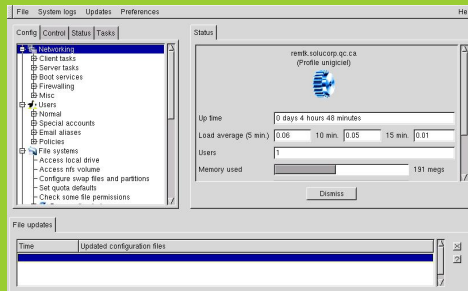 File System logs Updates Preferences He
Config Control Status Tasks
Networking
Client tasks
Server tasks
Boot services
Firewalling
Misc
Users
Normal
Special accounts
Email aliases
Policies
File systems
Access local drive
Access nfs volume
Configure swap files and partitions
Set quota defaults
Check some file permissions
Status
remtk.solucorp.qc.ca
(Profile unigiciel)
Up time 0 days 4 hours 48 minutes
Load average (5 min.) 0.06 10 min. 0.05 15 min. 0.01
Users 1
Memory used 191 megs
Dismiss
File updates
Time Updated configuration files